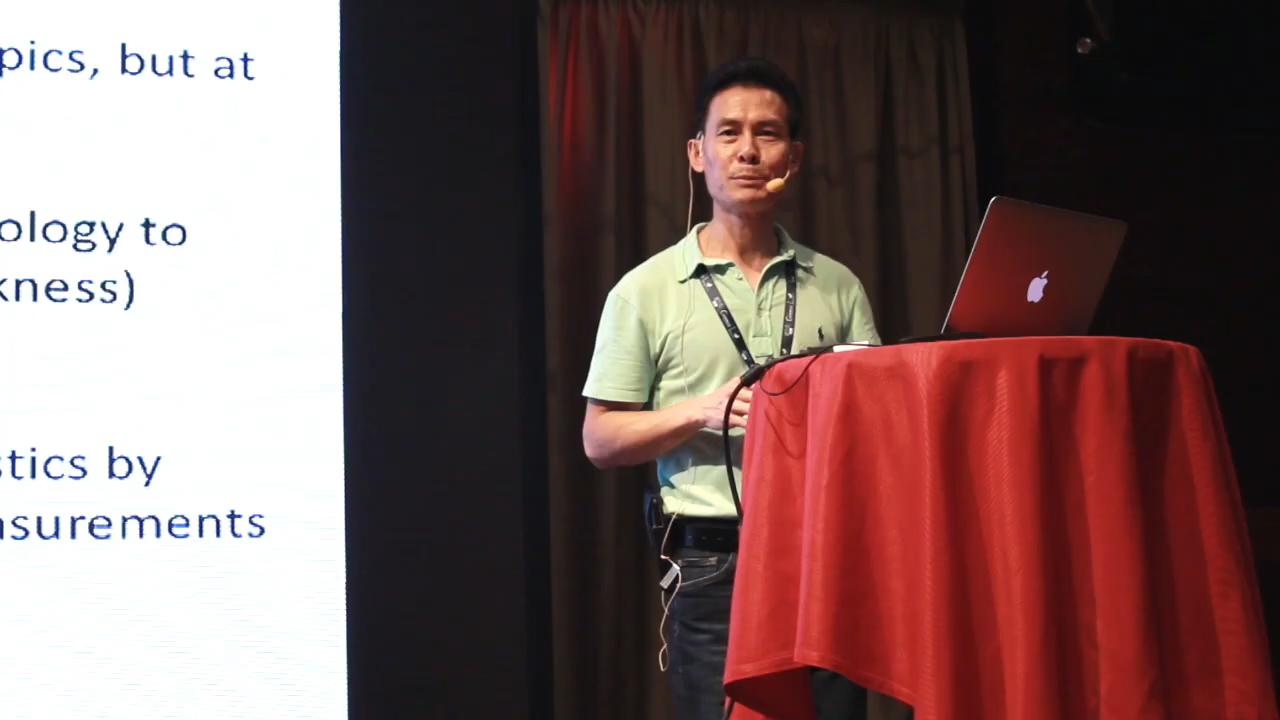 pics, but at
ology to
kness)
stics by
asurements